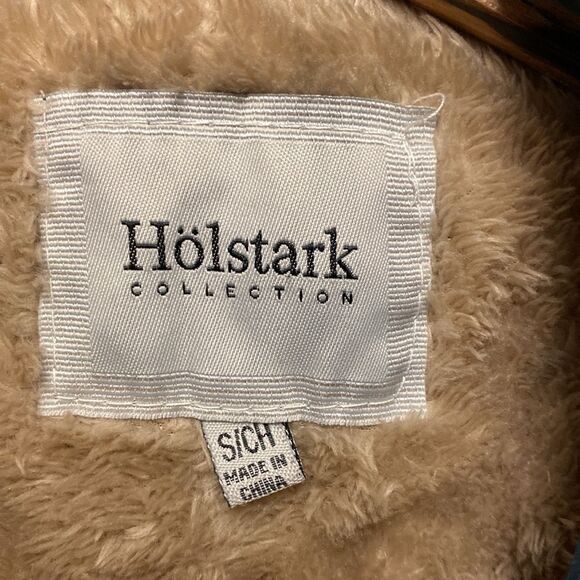 Hölstark
COLLECTION
S/CH
MADE IN
CHINA